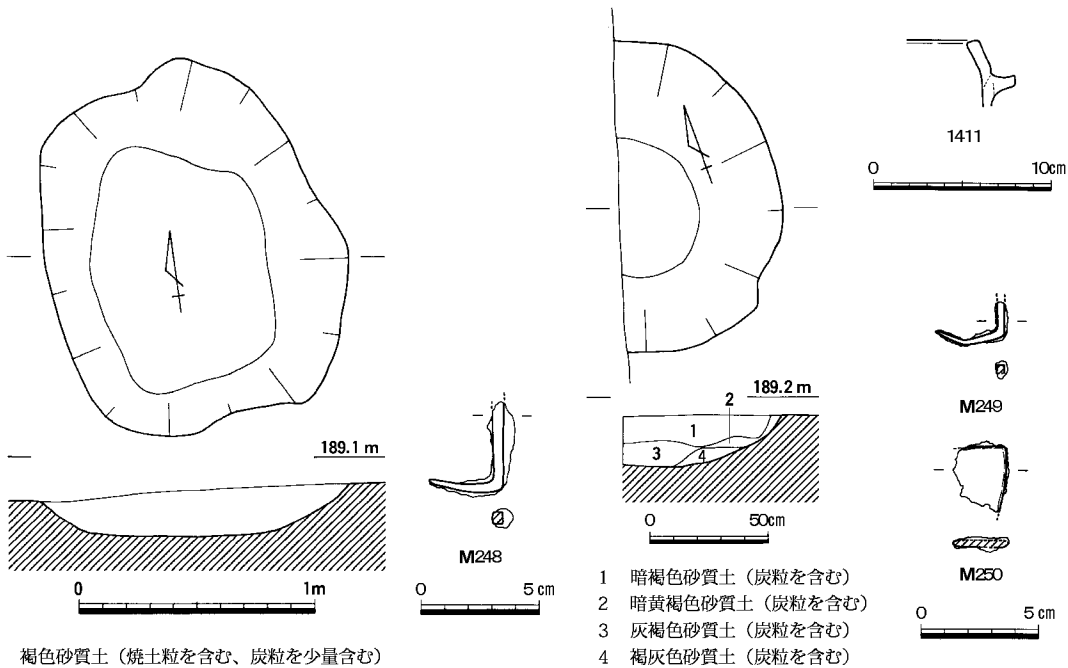 189.1 m
0 1m
褐色砂質土（焼土粒を含む、炭粒を少量含む）
M248
0 5 cm
189.2 m
2
1
3
4
0 50cm
1 暗褐色砂質土（炭粒を含む）
2 暗黄褐色砂質土（炭粒を含む）
3 灰褐色砂質土（炭粒を含む）
4 褐灰色砂質土（炭粒を含む）
1411
0 10cm
M249
M250
0 5 cm